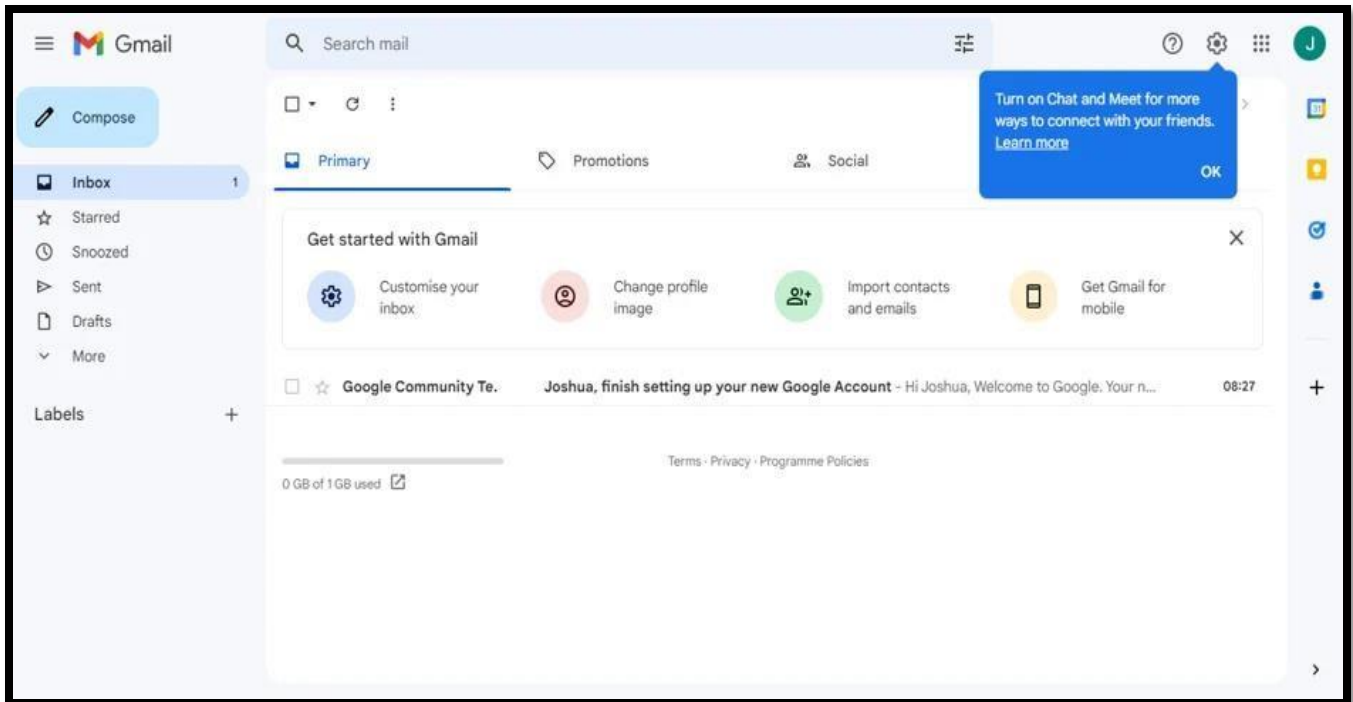 Gmail
Search mail
J
Compose
Turn on Chat and Meet for more
ways to connect with your friends.
Learn more
OK
31
Primary
Promotions
Social
Inbox 1
Starred
Snoozed
Sent
Drafts
More
Labels
Get started with Gmail
Customise your
inbox
Change profile
image
Import contacts
and emails
Get Gmail for
mobile
Google Community Te. Joshua, finish setting up your new Google Account - Hi Joshua, Welcome to Google. Your n... 08:27
Terms · Privacy · Programme Policies
0 GB of 1 GB used